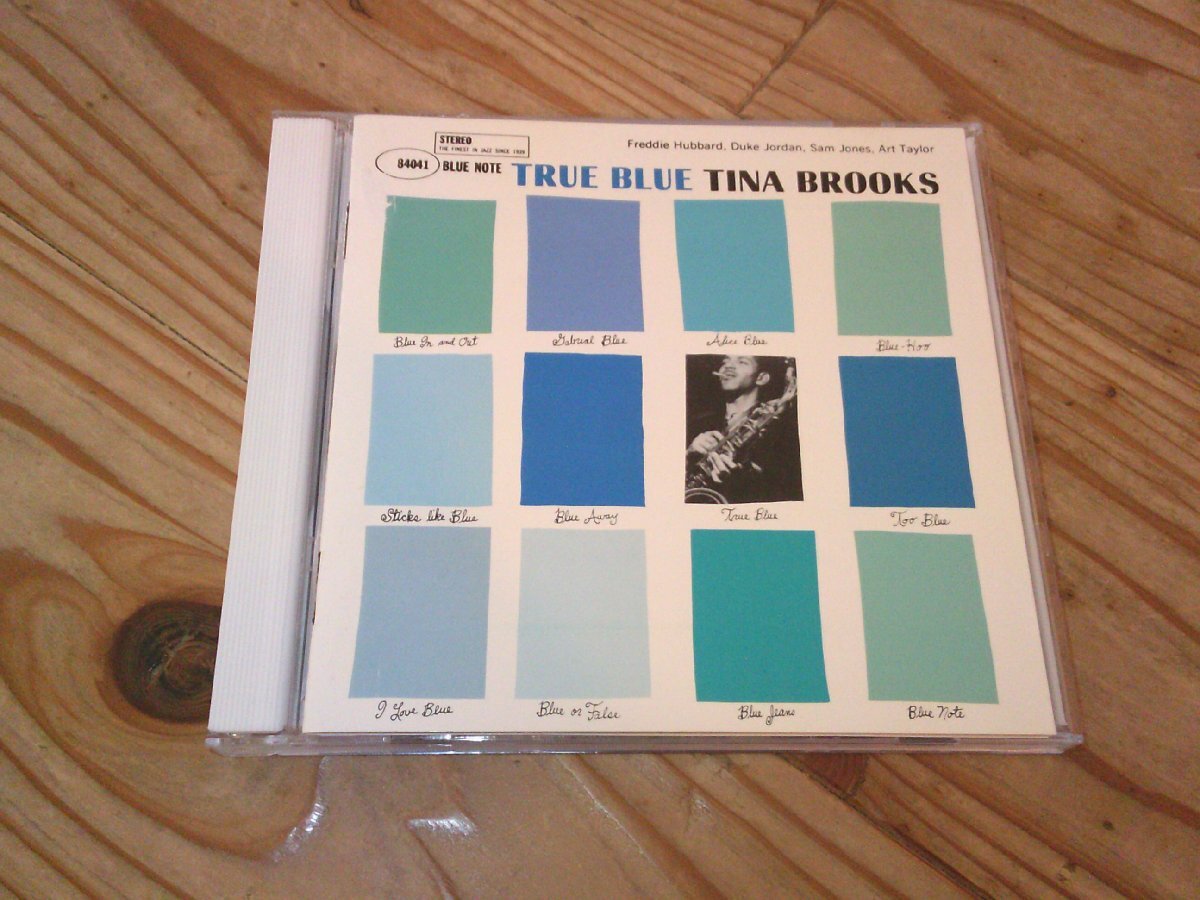 STEREO
THE FINEST IN JAZZ SINCE 1939
Freddie Hubbard, Duke Jordan, Sam Jones, Art Taylor
84041 BLUE NOTE TRUE BLUE TINA BROOKS
Blue In and Out Gabrial Blue Alice Blue Blue-Hoo
Sticks like Blue Blue Away True Blue Too Blue
I Love Blue Blue or False Blue Jeans Blue Note